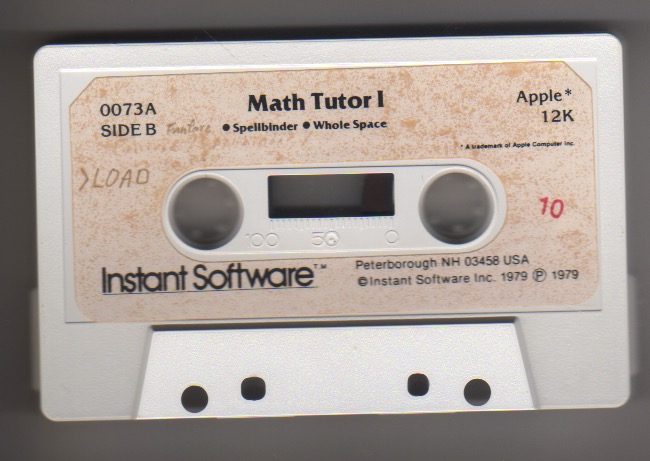 0073A
SIDE B
Math Tutor I
● Spellbinder ● Whole Space
Apple*
12K
* A trademark of Apple Computer Inc.
>LOAD
10
100 50 0
Instant Software™
Peterborough NH 03458 USA
©Instant Software Inc. 1979 Ⓟ 1979